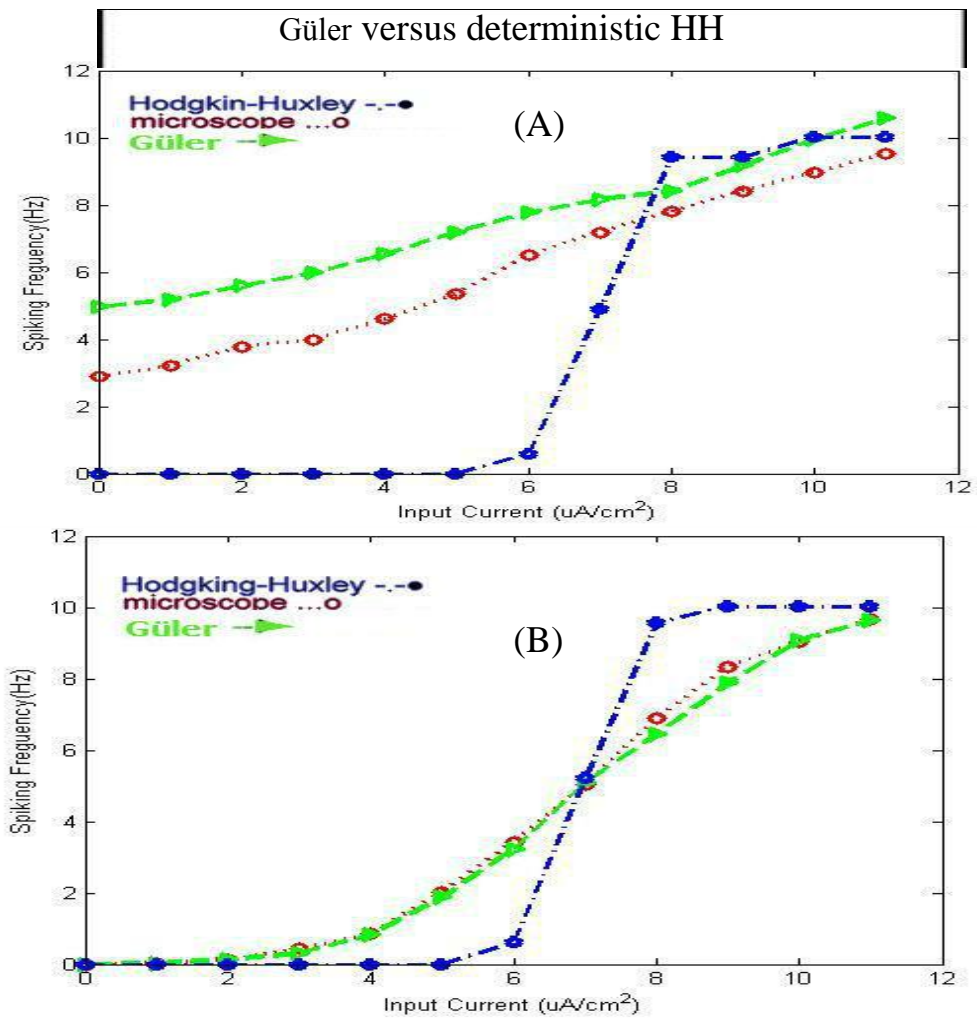 Güler versus deterministic HH
12
10
8
6
4
2
0
Hodgkin-Huxley -.-●
microscope ...o
Güler
(A)
Spiking Freguency(Hz)
0 2 4 6 8 10 12
Input Current (uA/cm²)
12
10
8
6
4
2
0
Hodgking-Huxley -.-●
microscope ...o
Güler
(B)
Spiking Freguency(Hz)
0 2 4 6 8 10 12
Input Current (uA/cm²)